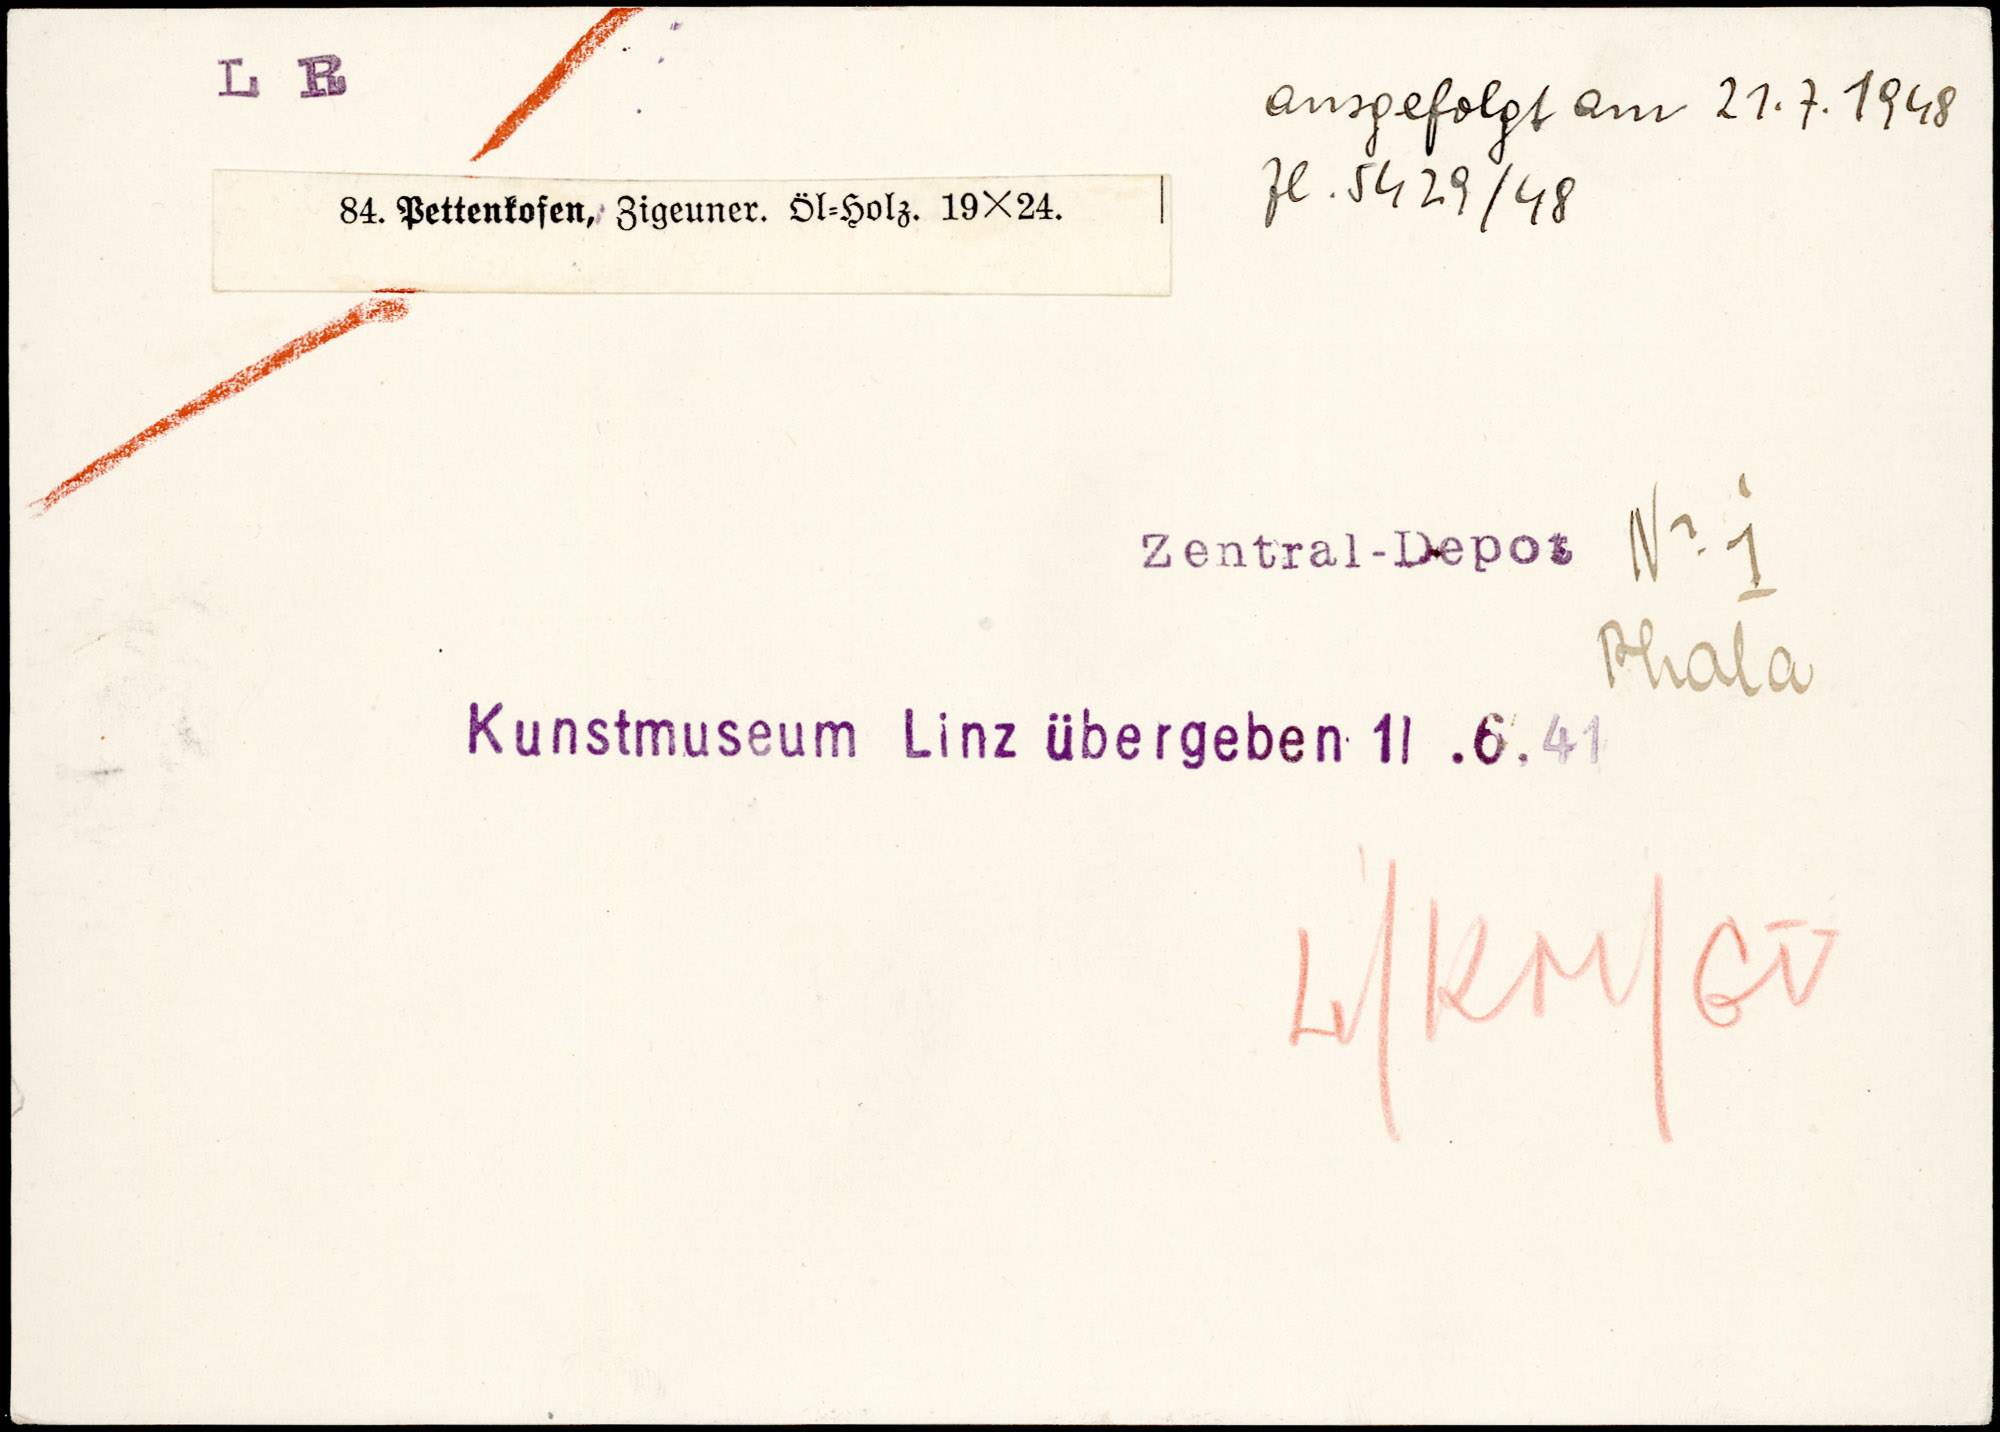 L R
ausgefolgt am 21.7.1948
Zl. 5429/48
84. Pettenkofen, Zigeuner. Öl-Holz. 19×24.
Zentral-Depot Nr. 1
Kunstmuseum Linz übergeben 11.6.41